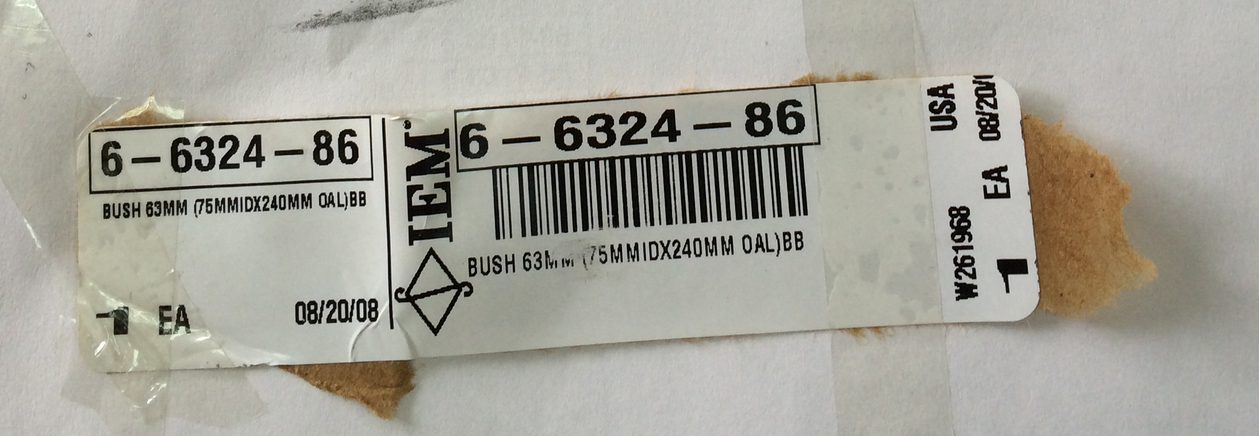 6-6324-86
BUSH 63MM (75MMIDX240MM OAL)BB
1 EA 08/20/08
IEM
6-6324-86
BUSH 63MM (75MMIDX240MM OAL)BB
W261968 USA
1 EA 08/20/